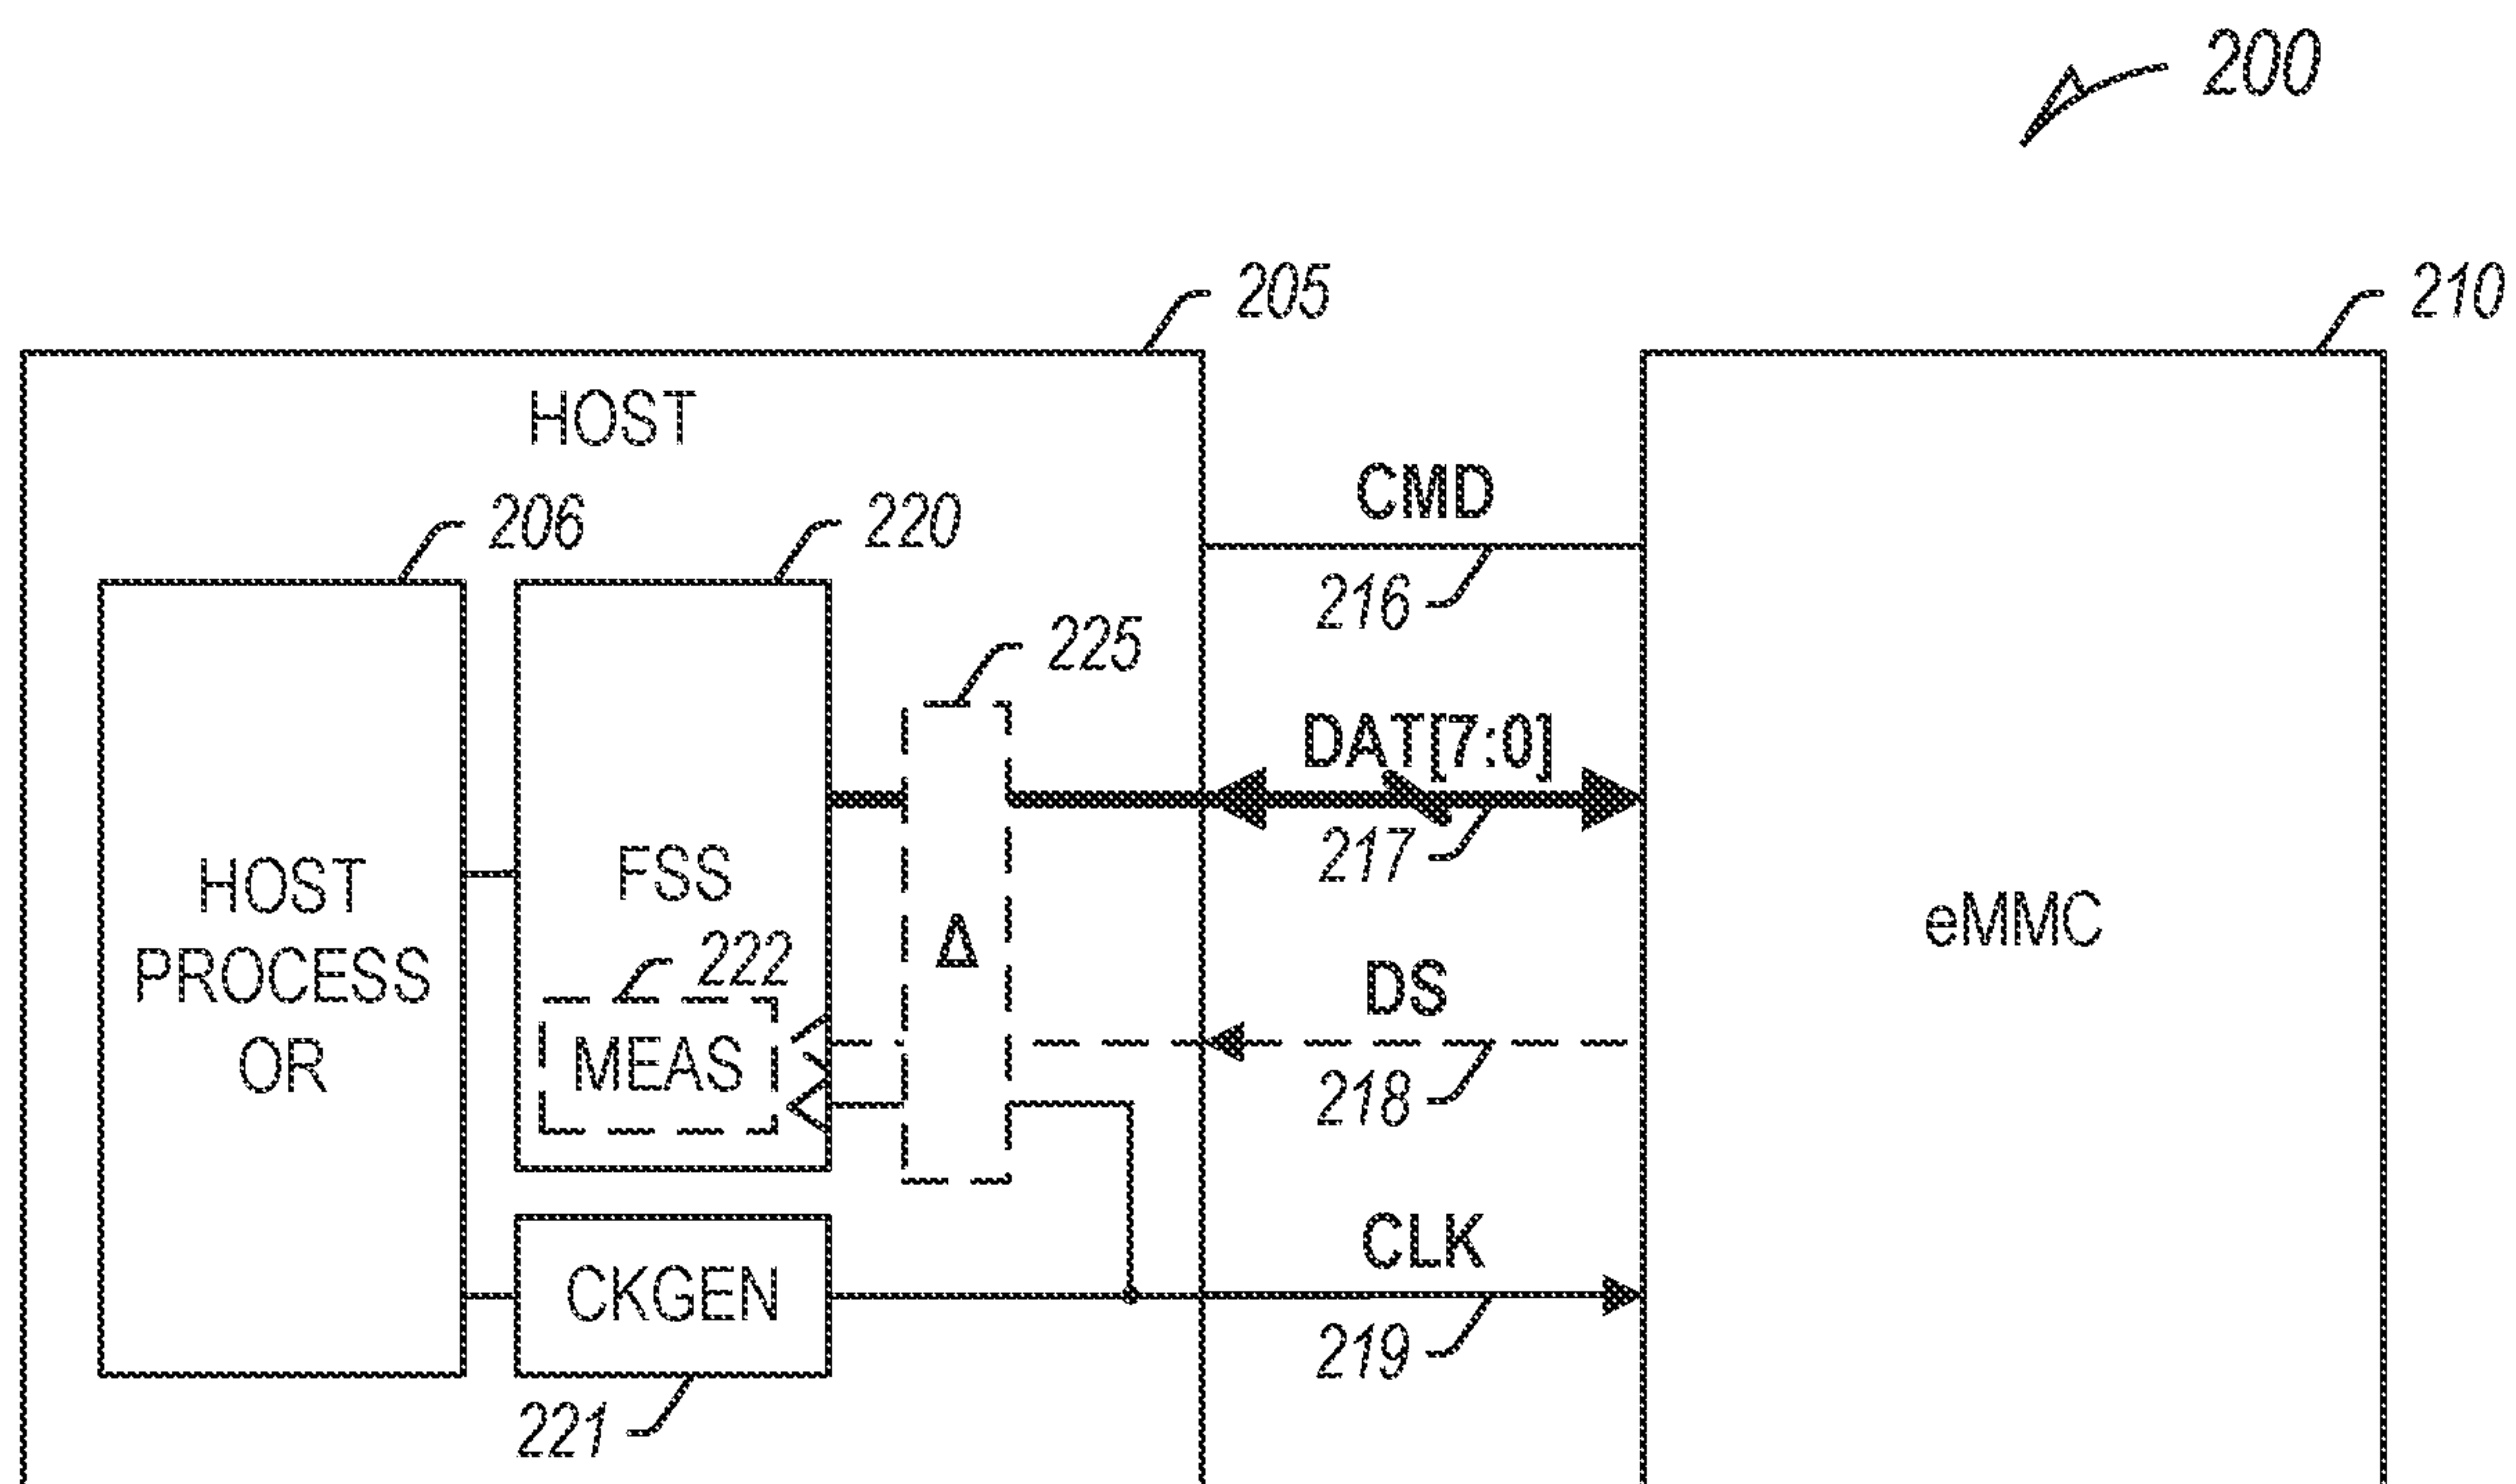 200
205
210
HOST
CMD
206
220
216
225
DAT[7:0]
217
HOST
PROCESS
OR
FSS
Δ
eMMC
222
DS
MEAS
218
CLK
CKGEN
219
221